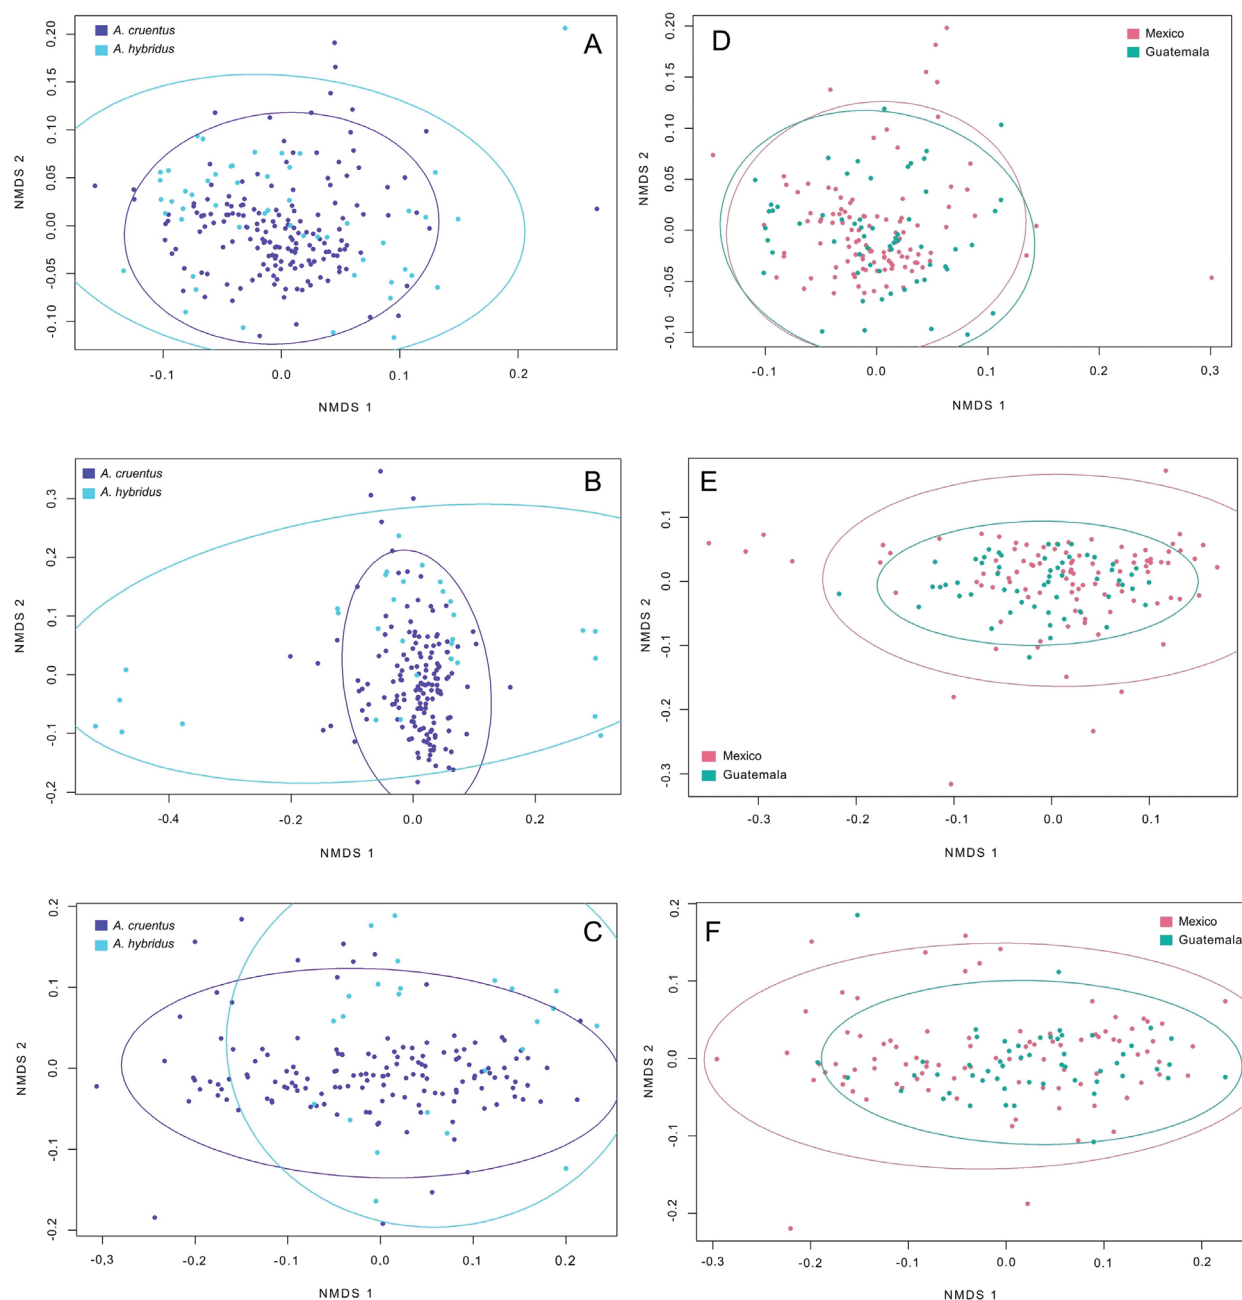 A. cruentus
A. hybridus
A
NMDS 2
0.20
0.15
0.10
0.05
0.00
-0.05
-0.10
-0.1 0.0 0.1 0.2
NMDS 1
D
Mexico
Guatemala
NMDS 2
0.20
0.15
0.10
0.05
0.00
-0.05
-0.10
-0.1 0.0 0.1 0.2 0.3
NMDS 1
A. cruentus
A. hybridus
B
NMDS 2
0.3
0.2
0.1
0.0
-0.1
-0.2
-0.4 -0.2 0.0 0.2
NMDS 1
E
NMDS 2
0.1
0.0
-0.1
-0.2
-0.3
Mexico
Guatemala
-0.3 -0.2 -0.1 0.0 0.1
NMDS 1
A. cruentus
A. hybridus
C
NMDS 2
0.2
0.1
0.0
-0.1
-0.2
-0.3 -0.2 -0.1 0.0 0.1 0.2
NMDS 1
F
Mexico
Guatemala
NMDS 2
0.2
0.1
0.0
-0.1
-0.2
-0.3 -0.2 -0.1 0.0 0.1 0.2
NMDS 1